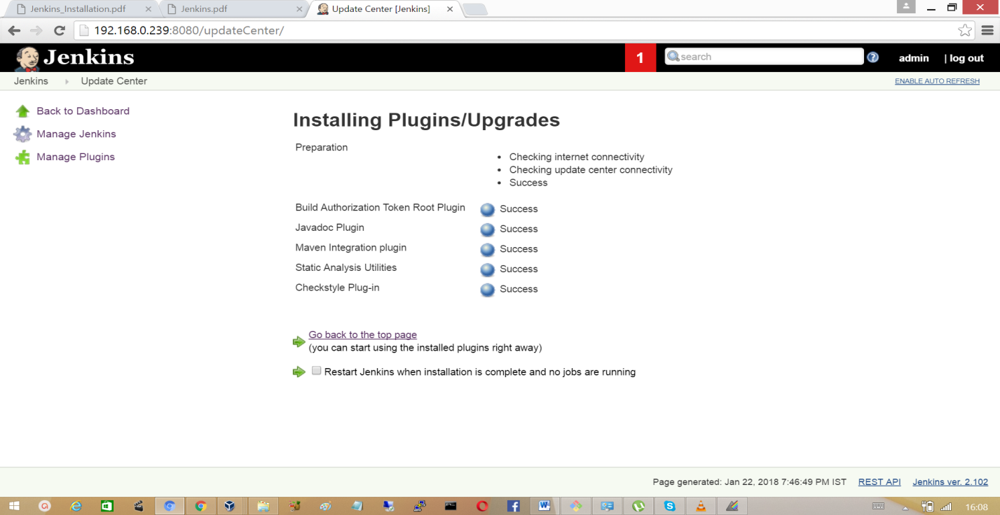 Jenkins_Installation.pdf
Jenkins.pdf
Update Center [Jenkins]
192.168.0.239:8080/updateCenter/
Jenkins
1
search
admin
| log out
Jenkins
Update Center
ENABLE AUTO REFRESH
Back to Dashboard
Manage Jenkins
Manage Plugins
Installing Plugins/Upgrades
Preparation
Checking internet connectivity
Checking update center connectivity
Success
Build Authorization Token Root Plugin Success
Javadoc Plugin Success
Maven Integration plugin Success
Static Analysis Utilities Success
Checkstyle Plug-in Success
Go back to the top page
(you can start using the installed plugins right away)
Restart Jenkins when installation is complete and no jobs are running
Page generated: Jan 22, 2018 7:46:49 PM IST
REST API
Jenkins ver. 2.102
16:08